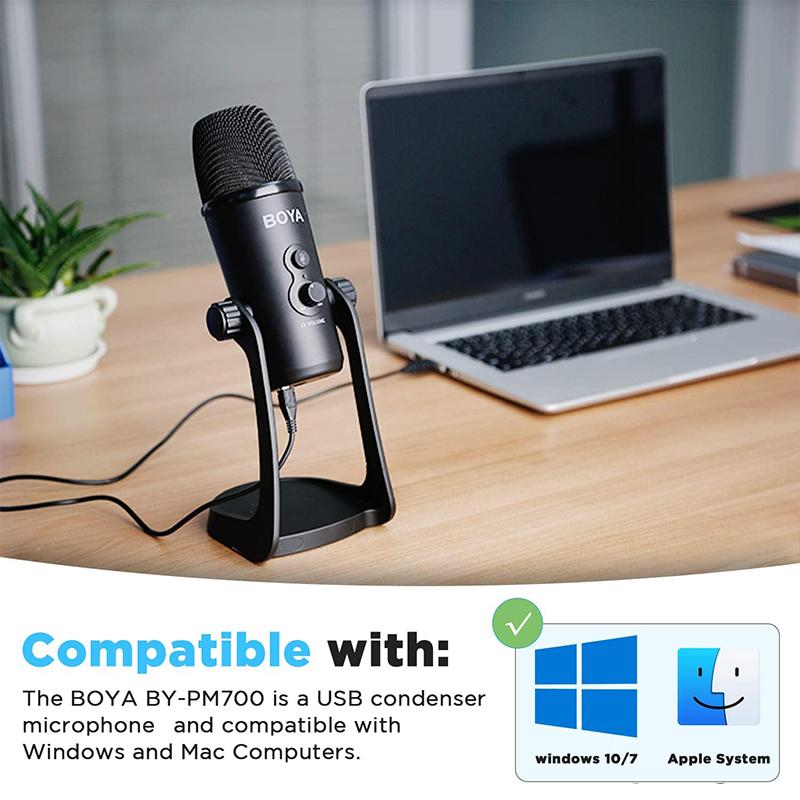 BOYA
Compatible with:
The BOYA BY-PM700 is a USB condenser
microphone and compatible with
Windows and Mac Computers.
windows 10/7
Apple System